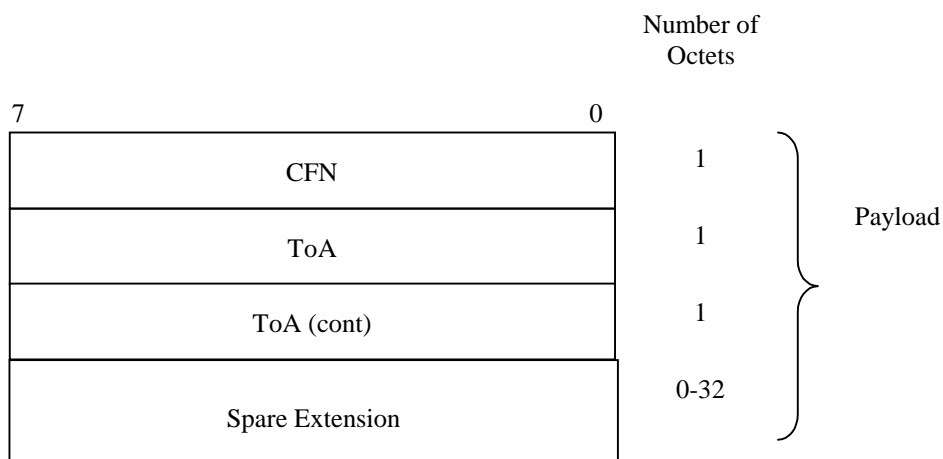 Number of
Octets
7 0
CFN 1
ToA 1
Payload
ToA (cont) 1
0-32
Spare Extension